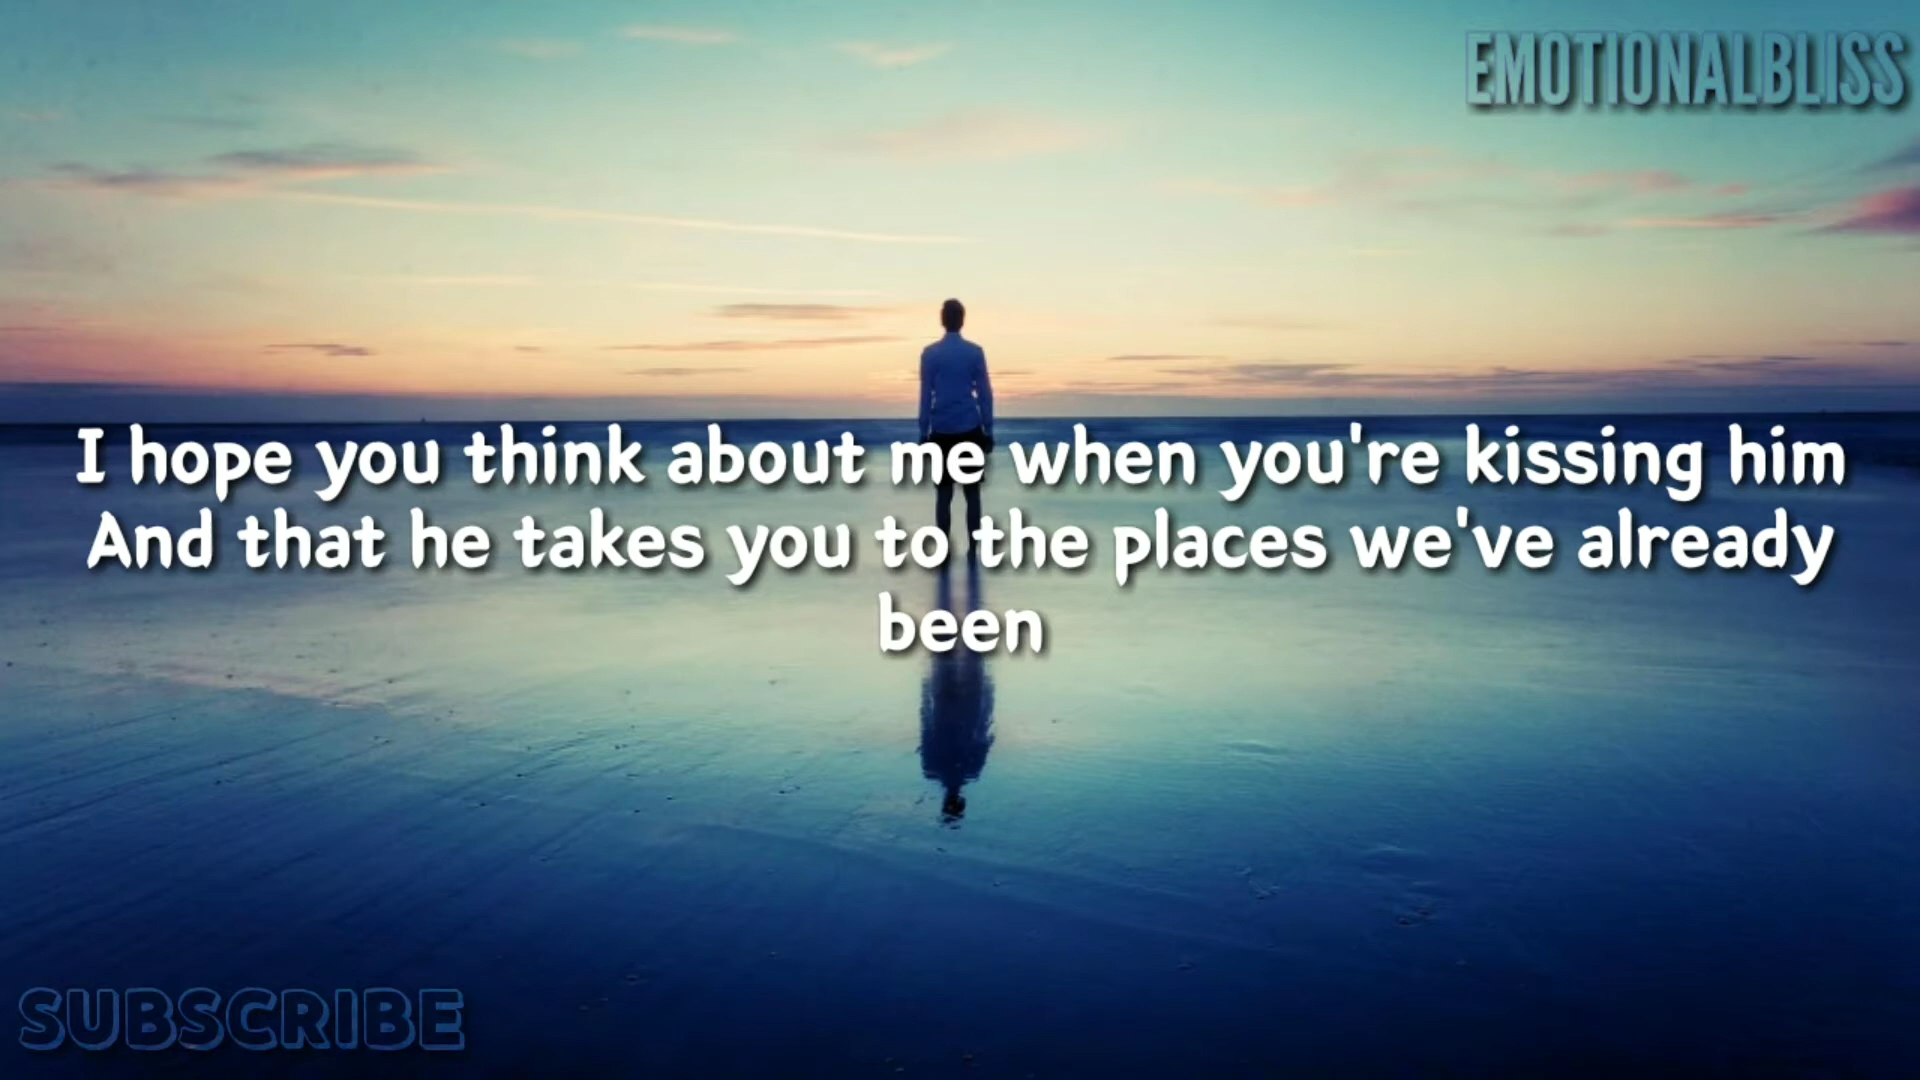 EMOTIONALBLISS
I hope you think about me when you're kissing him
And that he takes you to the places we've already
been
SUBSCRIBE